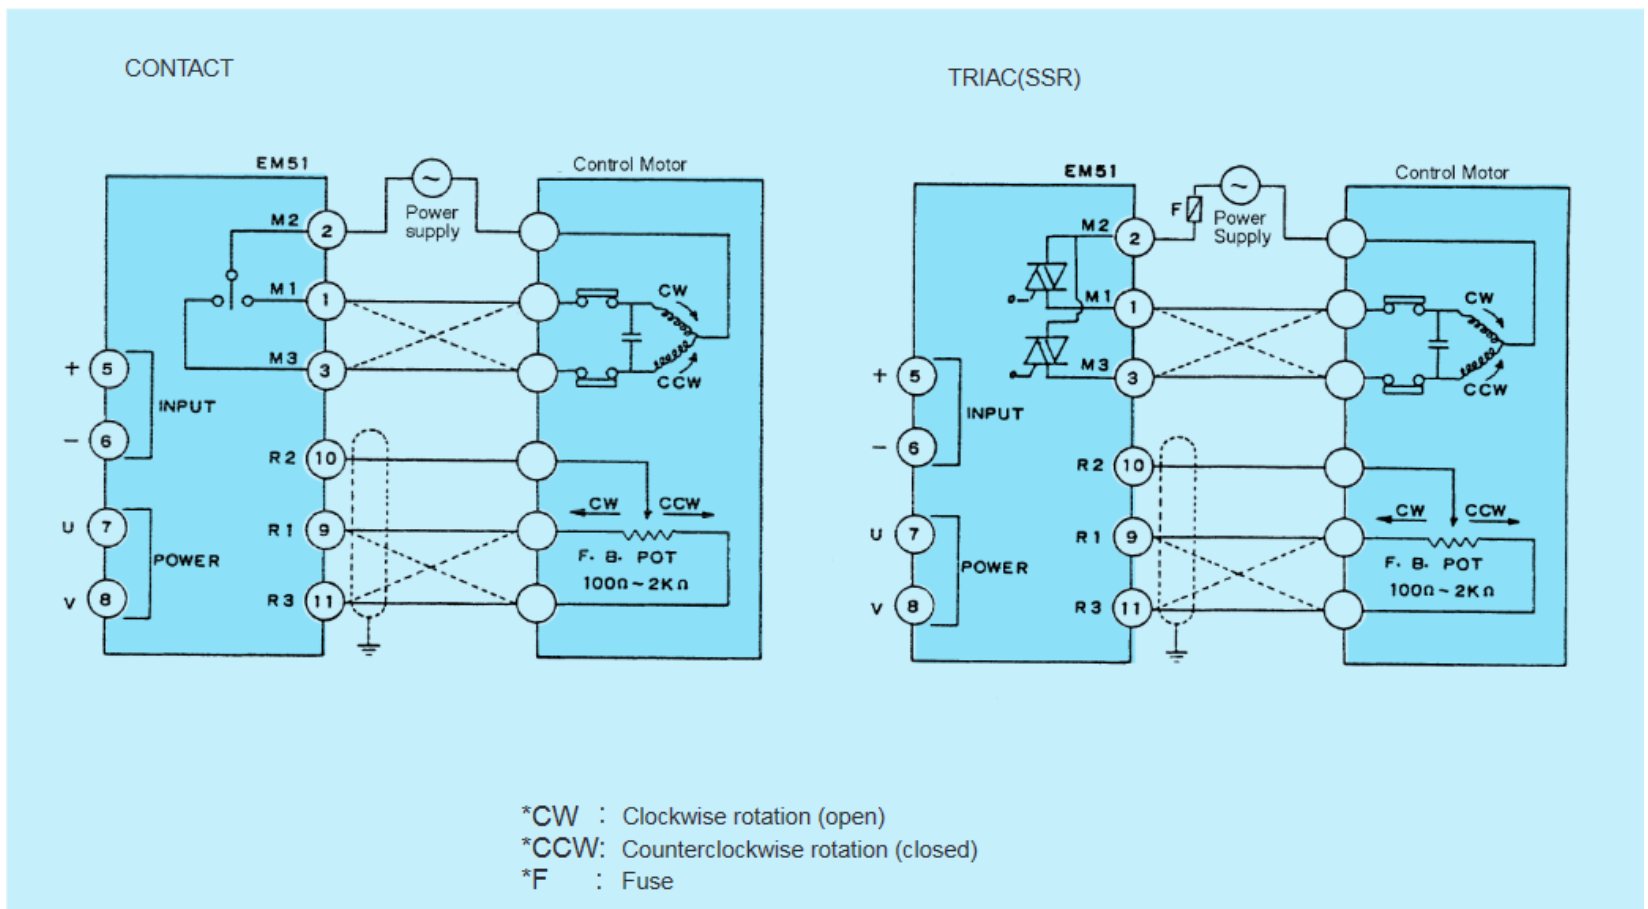 CONTACT
TRIAC(SSR)
EM51
Control Motor
M2
2
Power
supply
M1
1
CW
M3
3
CCW
+
5
INPUT
−
6
R2
10
CW
CCW
U
7
R1
9
F. B. POT
POWER
100Ω~2KΩ
V
8
R3
11
EM51
Control Motor
F
M2
2
Power
Supply
M1
1
CW
M3
3
CCW
+
5
INPUT
−
6
R2
10
CW
CCW
U
7
R1
9
F. B. POT
POWER
100Ω~2KΩ
V
8
R3
11
*CW : Clockwise rotation (open)
*CCW: Counterclockwise rotation (closed)
*F : Fuse